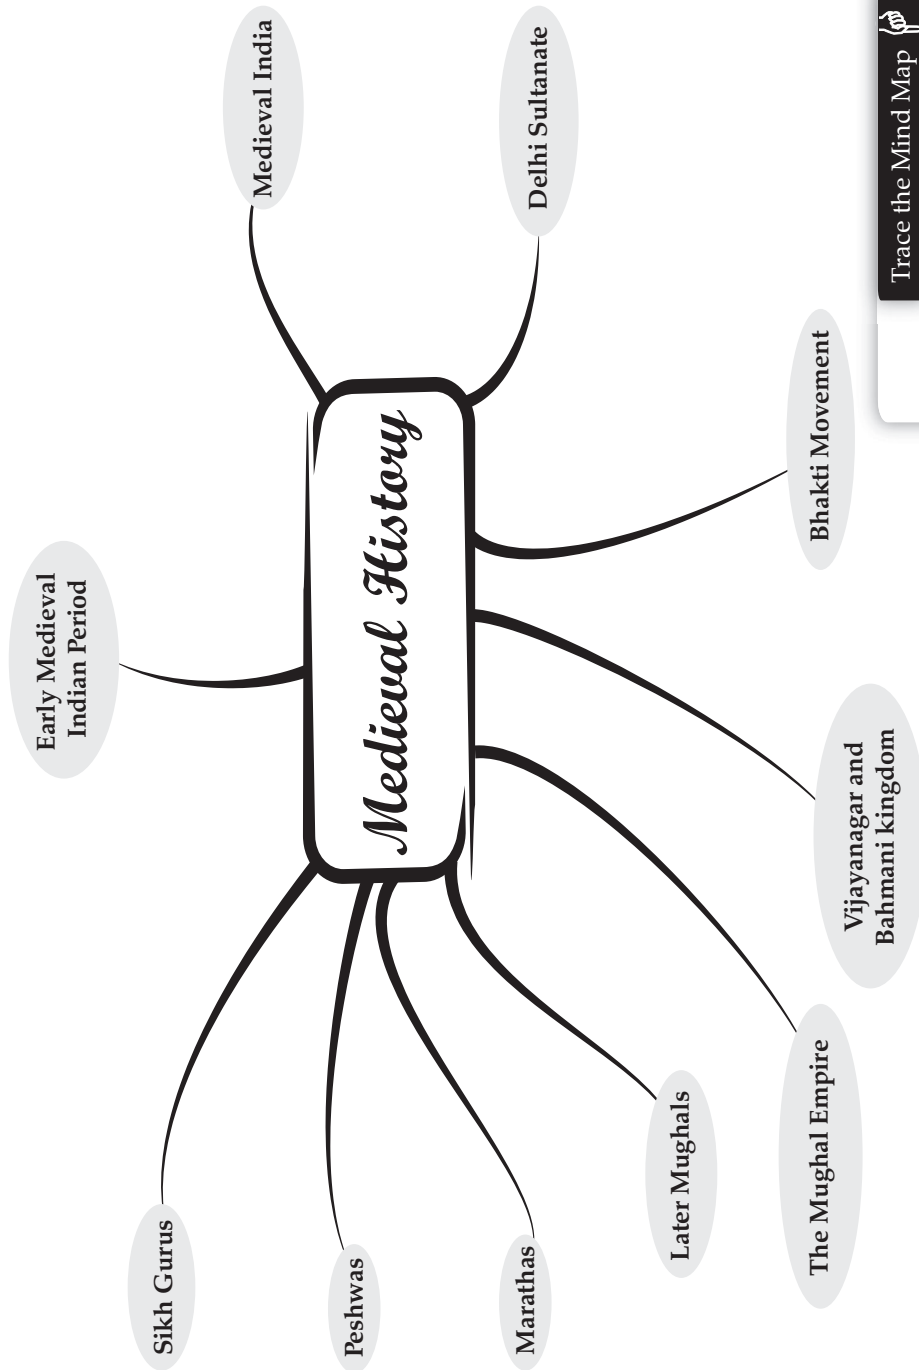 Trace the Mind Map
Medieval History
Early Medieval
Indian Period
Medieval India
Delhi Sultanate
Bhakti Movement
Vijayanagar and
Bahmani kingdom
The Mughal Empire
Later Mughals
Marathas
Peshwas
Sikh Gurus